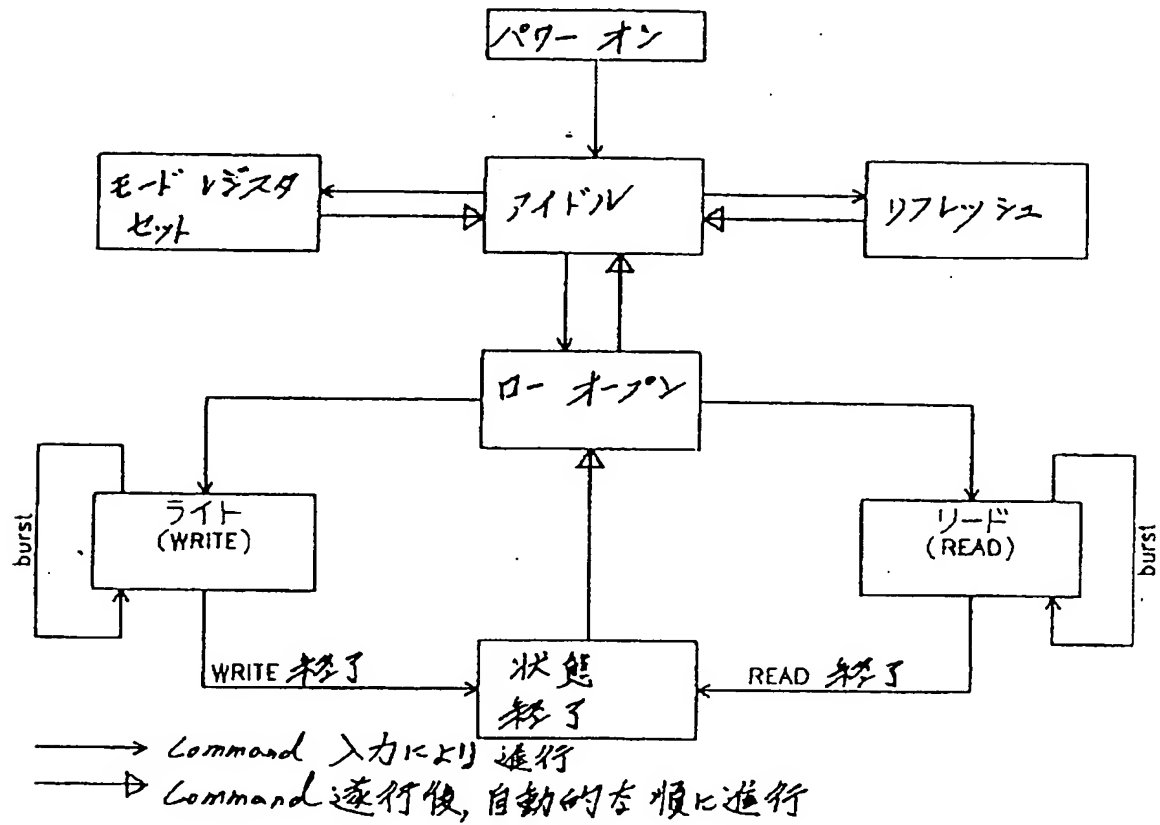 パワー オン
モード レジスタ
セット
アイドル
リフレッシュ
ロー オープン
burst
ライト
(WRITE)
リード
(READ)
burst
WRITE 終了
状態
終了
READ 終了
Command 入力により 進行
Command 遂行後, 自動的な 順に進行